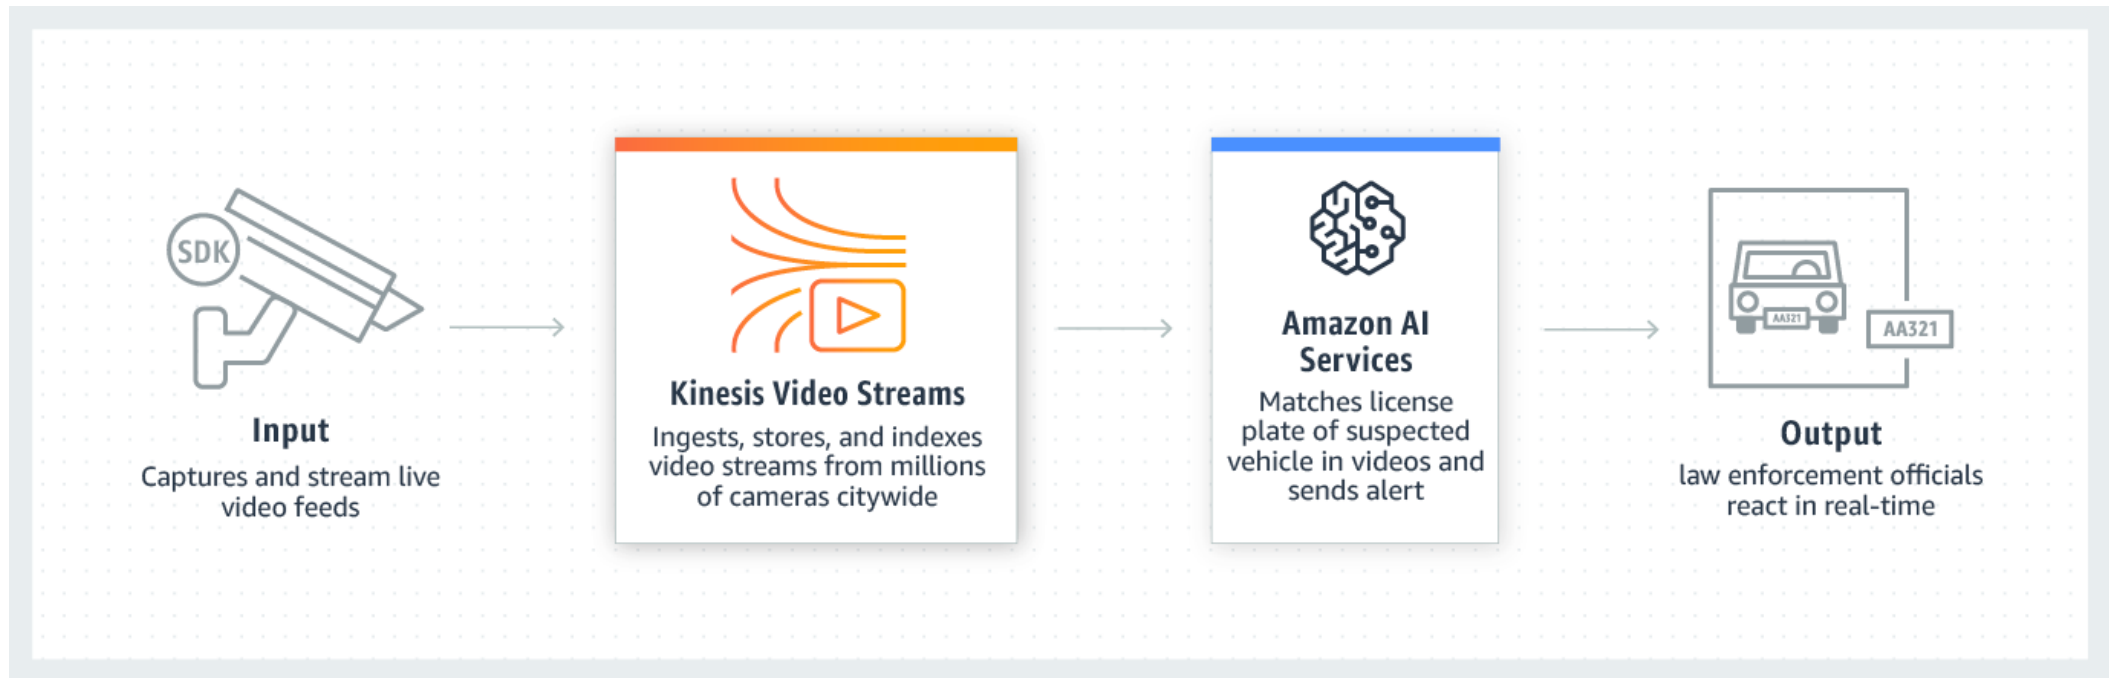 SDK
Input
Captures and stream live
video feeds
Kinesis Video Streams
Ingests, stores, and indexes
video streams from millions
of cameras citywide
Amazon AI
Services
Matches license
plate of suspected
vehicle in videos and
sends alert
AA321
AA321
Output
law enforcement officials
react in real-time